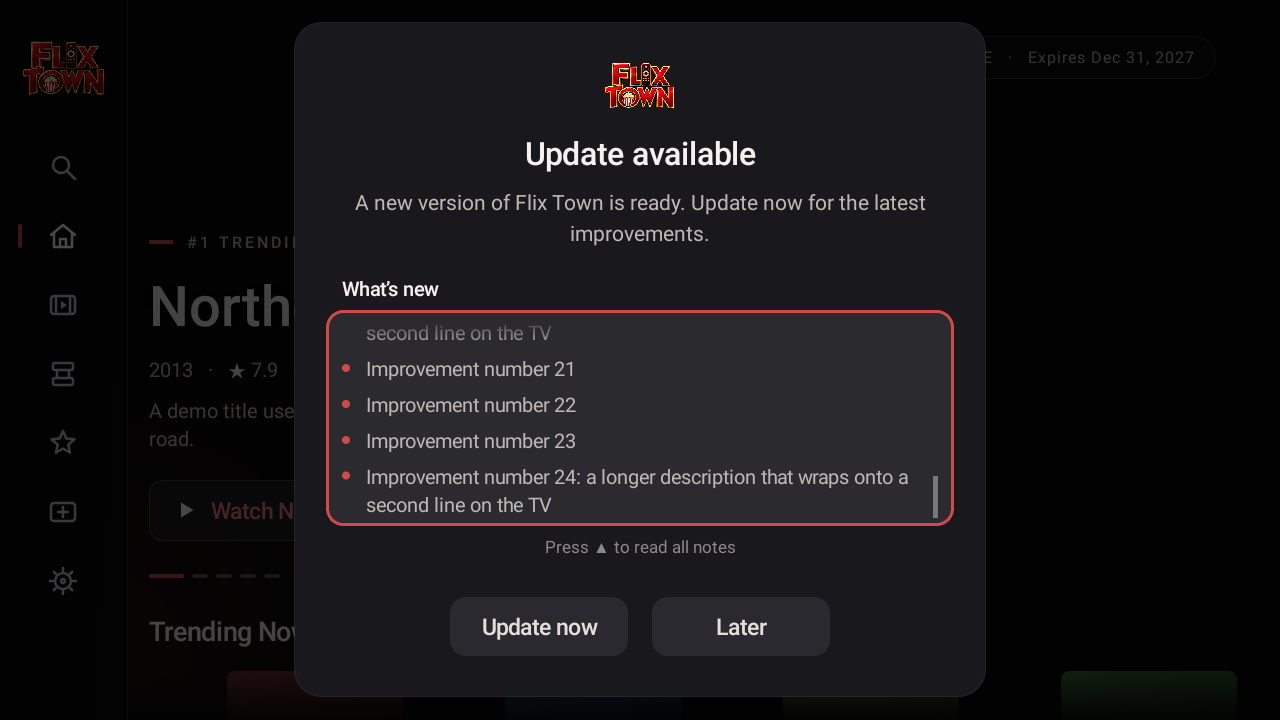 FLIX
TOWN
E · Expires Dec 31, 2027
FLIX
TOWN
Update available
A new version of Flix Town is ready. Update now for the latest
improvements.
#1 TRENDI
What's new
North
second line on the TV
Improvement number 21
2013 · ★ 7.9
Improvement number 22
A demo title use
road.
Improvement number 23
Improvement number 24: a longer description that wraps onto a
second line on the TV
Watch N
Press ▲ to read all notes
Update now
Later
Trending Nov